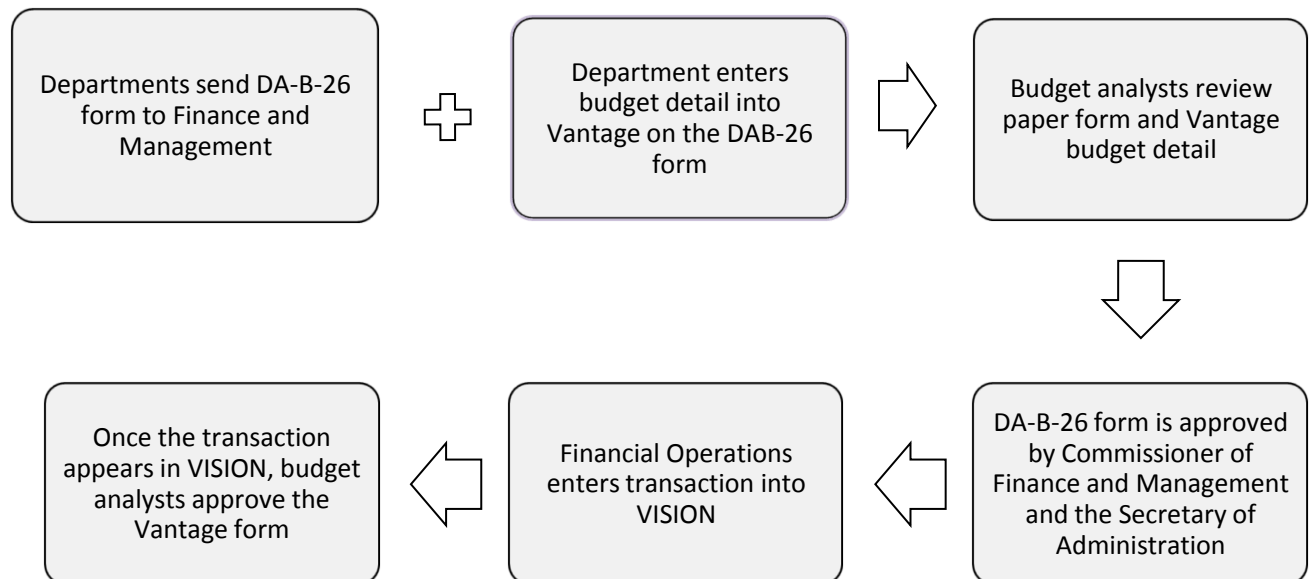 Departments send DA-B-26
form to Finance and
Management
Department enters
budget detail into
Vantage on the DAB-26
form
Budget analysts review
paper form and Vantage
budget detail
DA-B-26 form is approved
by Commissioner of
Finance and Management
and the Secretary of
Administration
Financial Operations
enters transaction into
VISION
Once the transaction
appears in VISION, budget
analysts approve the
Vantage form